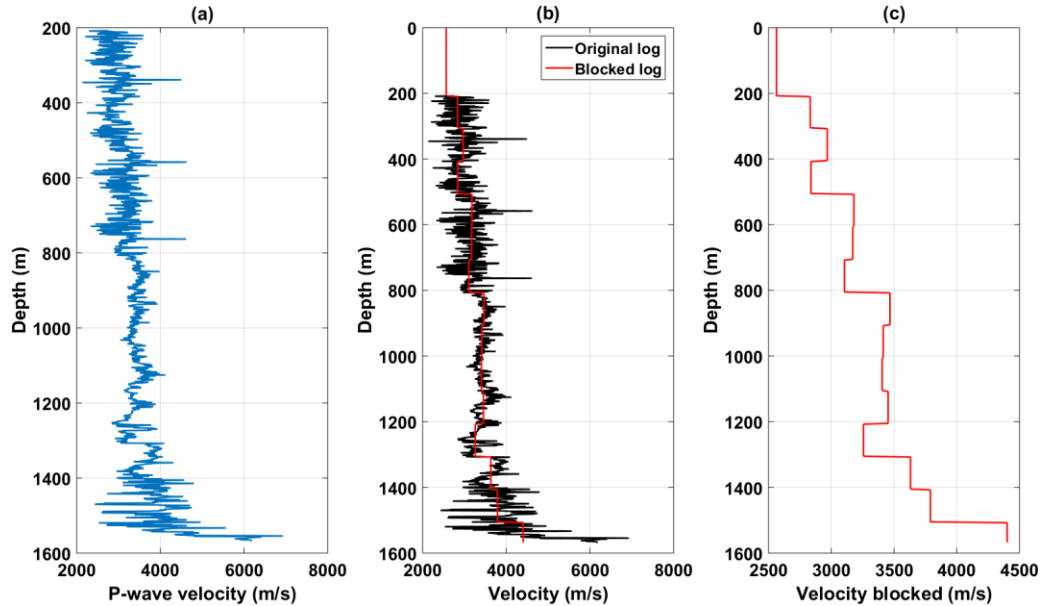 (a)
200
400
600
800
1000
1200
1400
1600
Depth (m)
2000 4000 6000 8000
P-wave velocity (m/s)
(b)
Original log
Blocked log
0
200
400
600
800
1000
1200
1400
1600
Depth (m)
2000 4000 6000 8000
Velocity (m/s)
(c)
0
200
400
600
800
1000
1200
1400
1600
Depth (m)
2500 3000 3500 4000 4500
Velocity blocked (m/s)